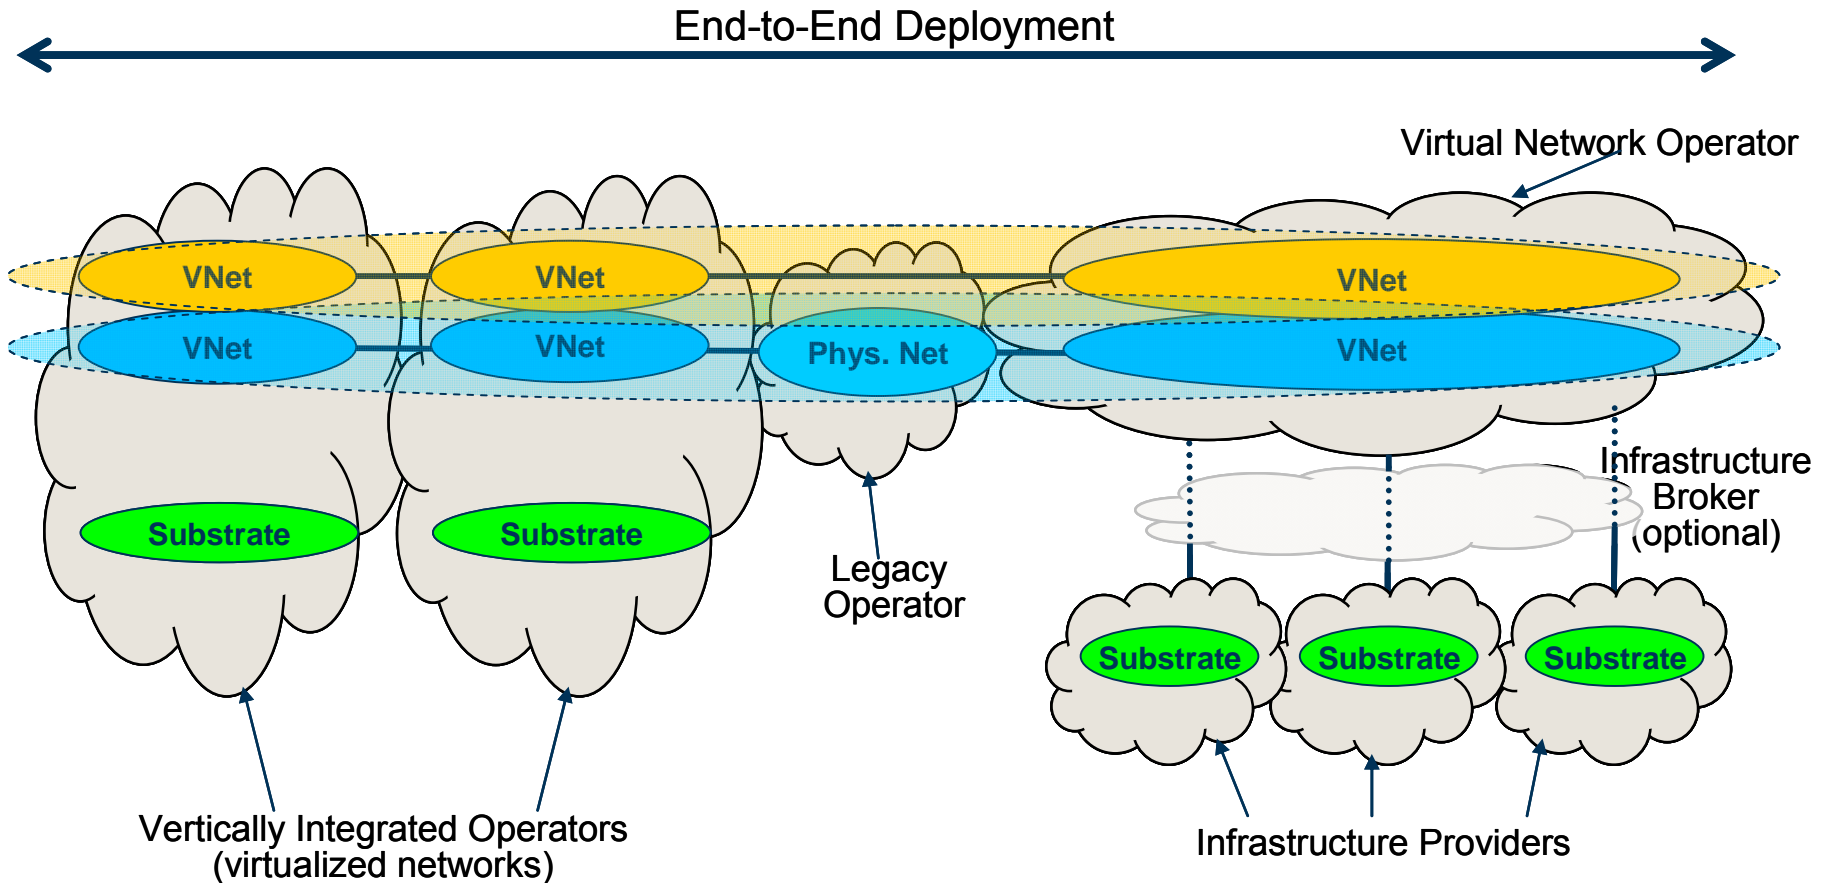 End-to-End Deployment
Virtual Network Operator
VNet
VNet
VNet
VNet
VNet
Phys. Net
VNet
Infrastructure
Broker
(optional)
Substrate
Substrate
Legacy
Operator
Substrate
Substrate
Substrate
Vertically Integrated Operators
(virtualized networks)
Infrastructure Providers